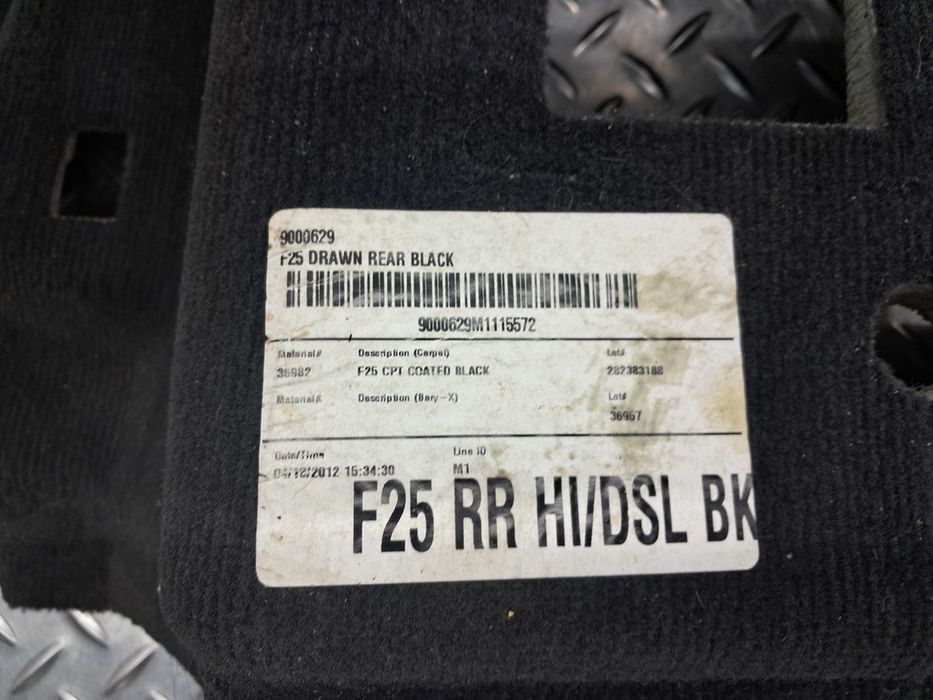 9000629
F25 DRAWN REAR BLACK
9000629M1115572
Material# Description (Carpet) Lot#
36982 F25 CPT COATED BLACK 282383188
Material# Description (Bary-X) Lot#
36957
Date/Time Line ID
04/18/2012 15:34:30 M1
F25 RR HI/DSL BK